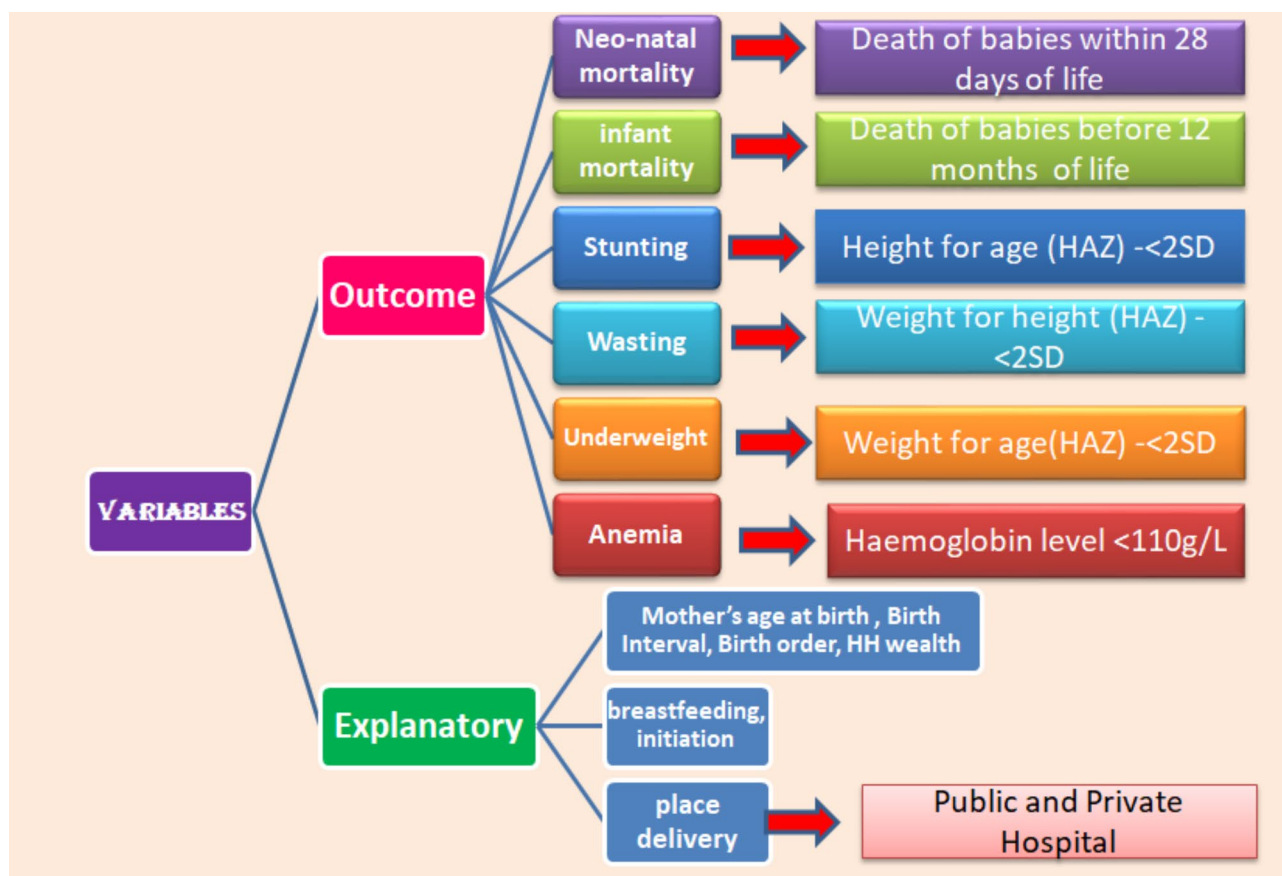 VARIABLES
Outcome
Neo-natal
mortality
Death of babies within 28
days of life
infant
mortality
Death of babies before 12
months of life
Stunting
Height for age (HAZ) -<2SD
Wasting
Weight for height (HAZ) -
<2SD
Underweight
Weight for age(HAZ) -<2SD
Anemia
Haemoglobin level <110g/L
Explanatory
Mother's age at birth , Birth
Interval, Birth order, HH wealth
breastfeeding,
initiation
place
delivery
Public and Private
Hospital